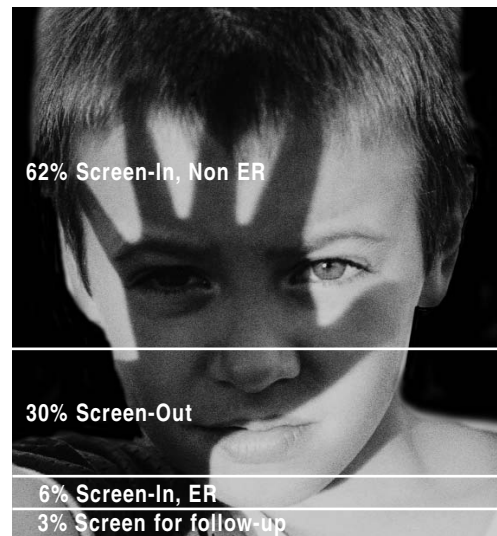 62% Screen-In, Non ER
30% Screen-Out
6% Screen-In, ER
3% Screen for follow-up